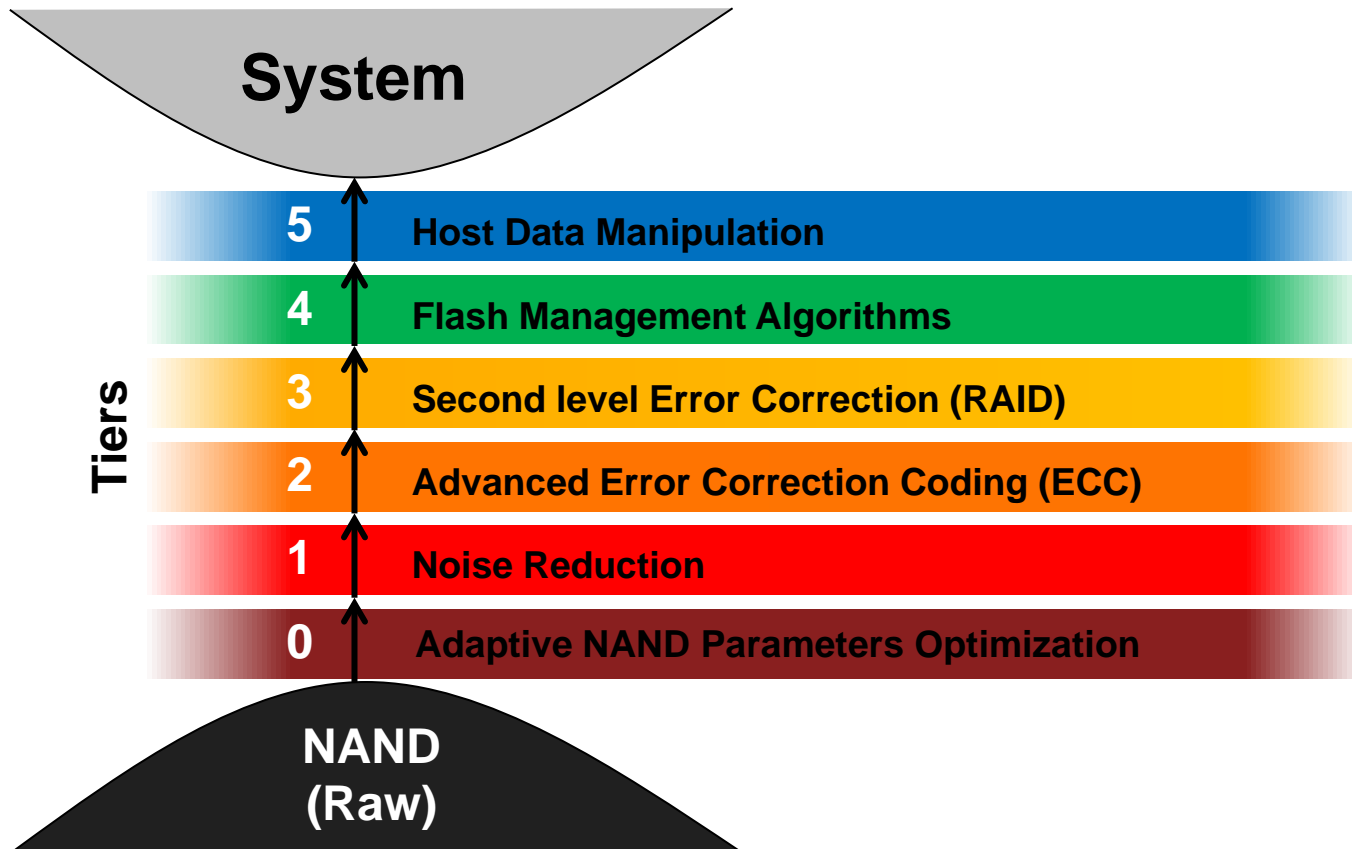 System
Tiers
5 Host Data Manipulation
4 Flash Management Algorithms
3 Second level Error Correction (RAID)
2 Advanced Error Correction Coding (ECC)
1 Noise Reduction
0 Adaptive NAND Parameters Optimization
NAND
(Raw)